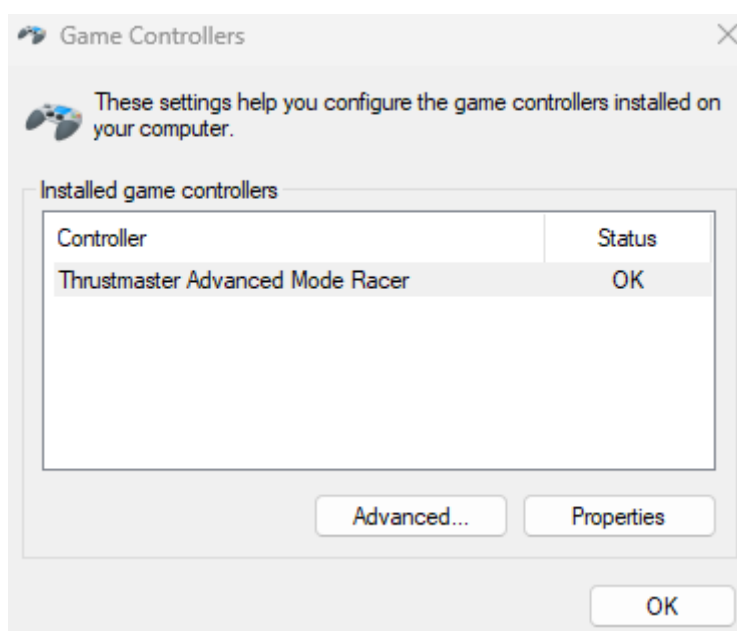 Game Controllers
These settings help you configure the game controllers installed on
your computer.
Installed game controllers
Controller Status
Thrustmaster Advanced Mode Racer OK
Advanced... Properties
OK